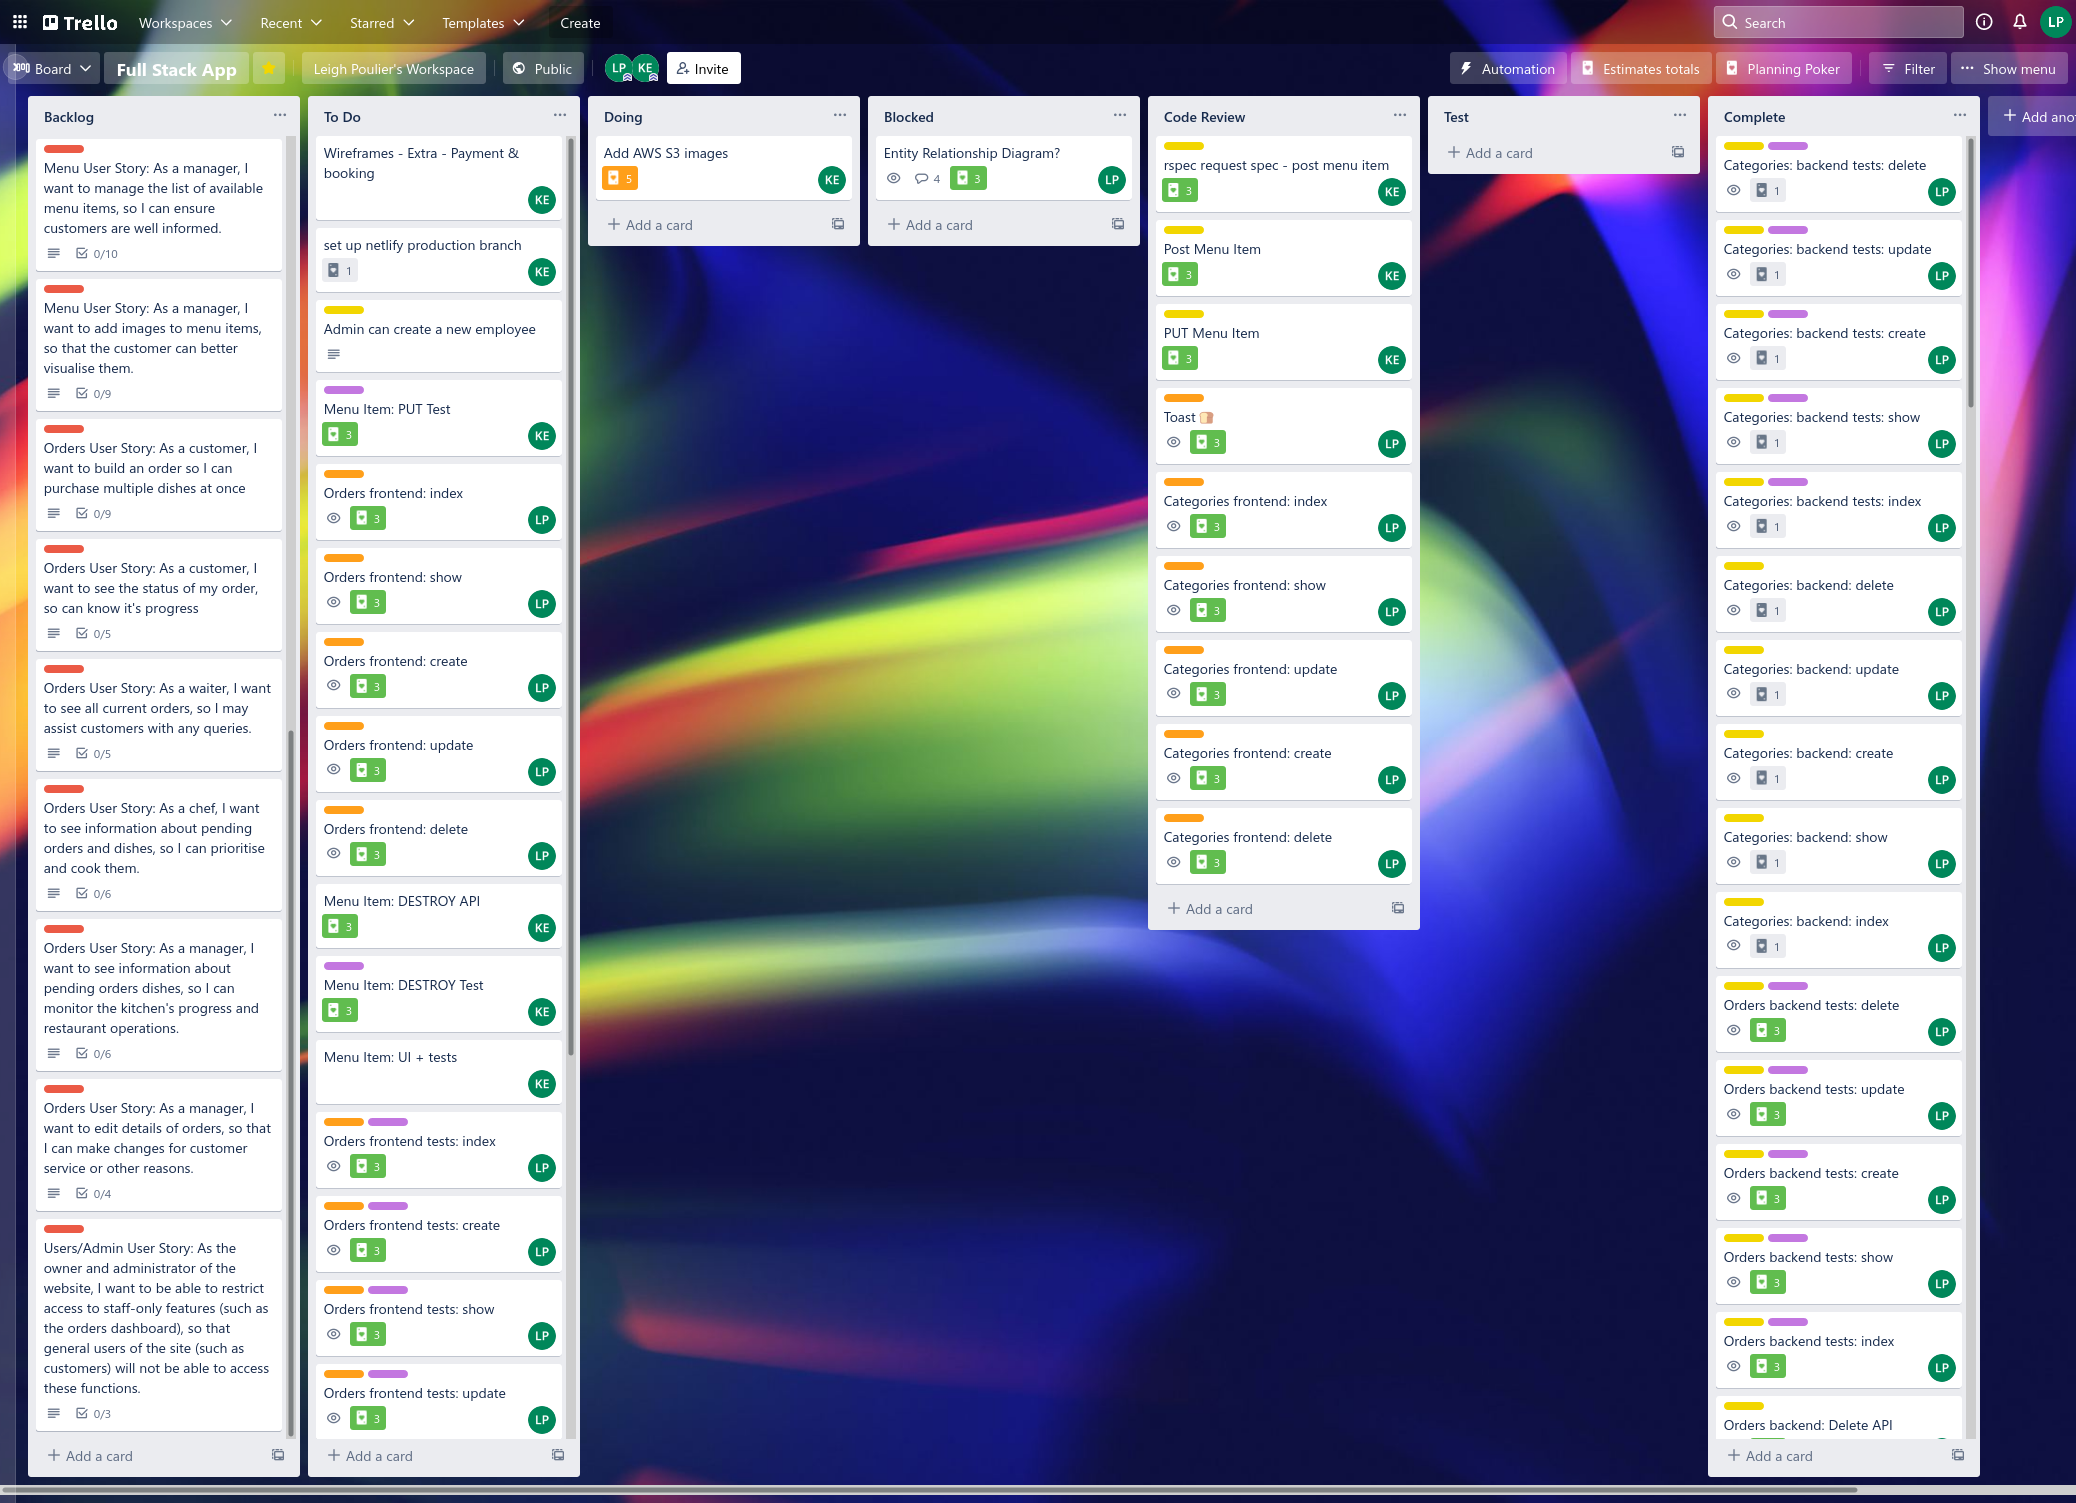 Trello
Workspaces
Recent
Starred
Templates
Create
Search
LP
Board
Full Stack App
Leigh Poulier's Workspace
Public
LP
KE
Invite
Automation
Estimates totals
Planning Poker
Filter
Show menu
Backlog
Menu User Story: As a manager, I
want to manage the list of available
menu items, so I can ensure
customers are well informed.
0/10
Menu User Story: As a manager, I
want to add images to menu items,
so that the customer can better
visualise them.
0/9
Orders User Story: As a customer, I
want to build an order so I can
purchase multiple dishes at once
0/9
Orders User Story: As a customer, I
want to see the status of my order,
so can know it's progress
0/5
Orders User Story: As a waiter, I want
to see all current orders, so I may
assist customers with any queries.
0/5
Orders User Story: As a chef, I want
to see information about pending
orders and dishes, so I can prioritise
and cook them.
0/6
Orders User Story: As a manager, I
want to see information about
pending orders dishes, so I can
monitor the kitchen's progress and
restaurant operations.
0/6
Orders User Story: As a manager, I
want to edit details of orders, so that
I can make changes for customer
service or other reasons.
0/4
Users/Admin User Story: As the
owner and administrator of the
website, I want to be able to restrict
access to staff-only features (such as
the orders dashboard), so that
general users of the site (such as
customers) will not be able to access
these functions.
0/3
Add a card
To Do
Wireframes - Extra - Payment &
booking
KE
set up netlify production branch
1
KE
Admin can create a new employee
Menu Item: PUT Test
3
KE
Orders frontend: index
3
LP
Orders frontend: show
3
LP
Orders frontend: create
3
LP
Orders frontend: update
3
LP
Orders frontend: delete
3
LP
Menu Item: DESTROY API
3
KE
Menu Item: DESTROY Test
3
KE
Menu Item: UI + tests
KE
Orders frontend tests: index
3
LP
Orders frontend tests: create
3
LP
Orders frontend tests: show
3
LP
Orders frontend tests: update
3
LP
Add a card
Doing
Add AWS S3 images
5
KE
Add a card
Blocked
Entity Relationship Diagram?
4
3
LP
Add a card
Code Review
rspec request spec - post menu item
3
KE
Post Menu Item
3
KE
PUT Menu Item
3
KE
Toast 🍞
3
LP
Categories frontend: index
3
LP
Categories frontend: show
3
LP
Categories frontend: update
3
LP
Categories frontend: create
3
LP
Categories frontend: delete
3
LP
Add a card
Test
Add a card
Complete
Categories: backend tests: delete
1
LP
Categories: backend tests: update
1
LP
Categories: backend tests: create
1
LP
Categories: backend tests: show
1
LP
Categories: backend tests: index
1
LP
Categories: backend: delete
1
LP
Categories: backend: update
1
LP
Categories: backend: create
1
LP
Categories: backend: show
1
LP
Categories: backend: index
1
LP
Orders backend tests: delete
3
LP
Orders backend tests: update
3
LP
Orders backend tests: create
3
LP
Orders backend tests: show
3
LP
Orders backend tests: index
3
LP
Orders backend: Delete API
Add a card
Add ano